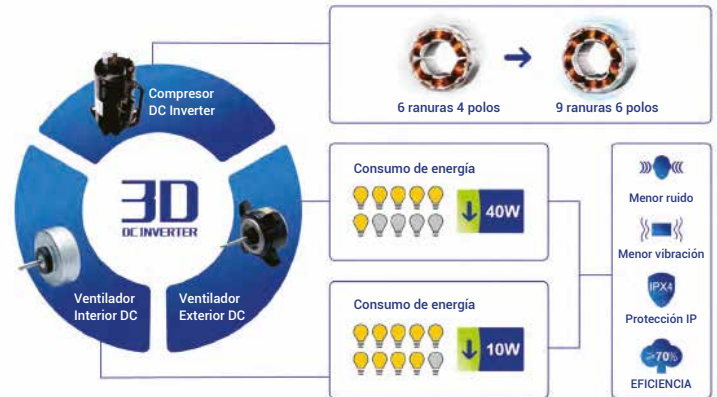 Compresor
DC Inverter
3D
DC INVERTER
Ventilador
Interior DC
Ventilador
Exterior DC
6 ranuras 4 polos
9 ranuras 6 polos
Consumo de energía
40W
Consumo de energía
10W
Menor ruido
Menor vibración
IPX4
Protección IP
≥70%
EFICIENCIA